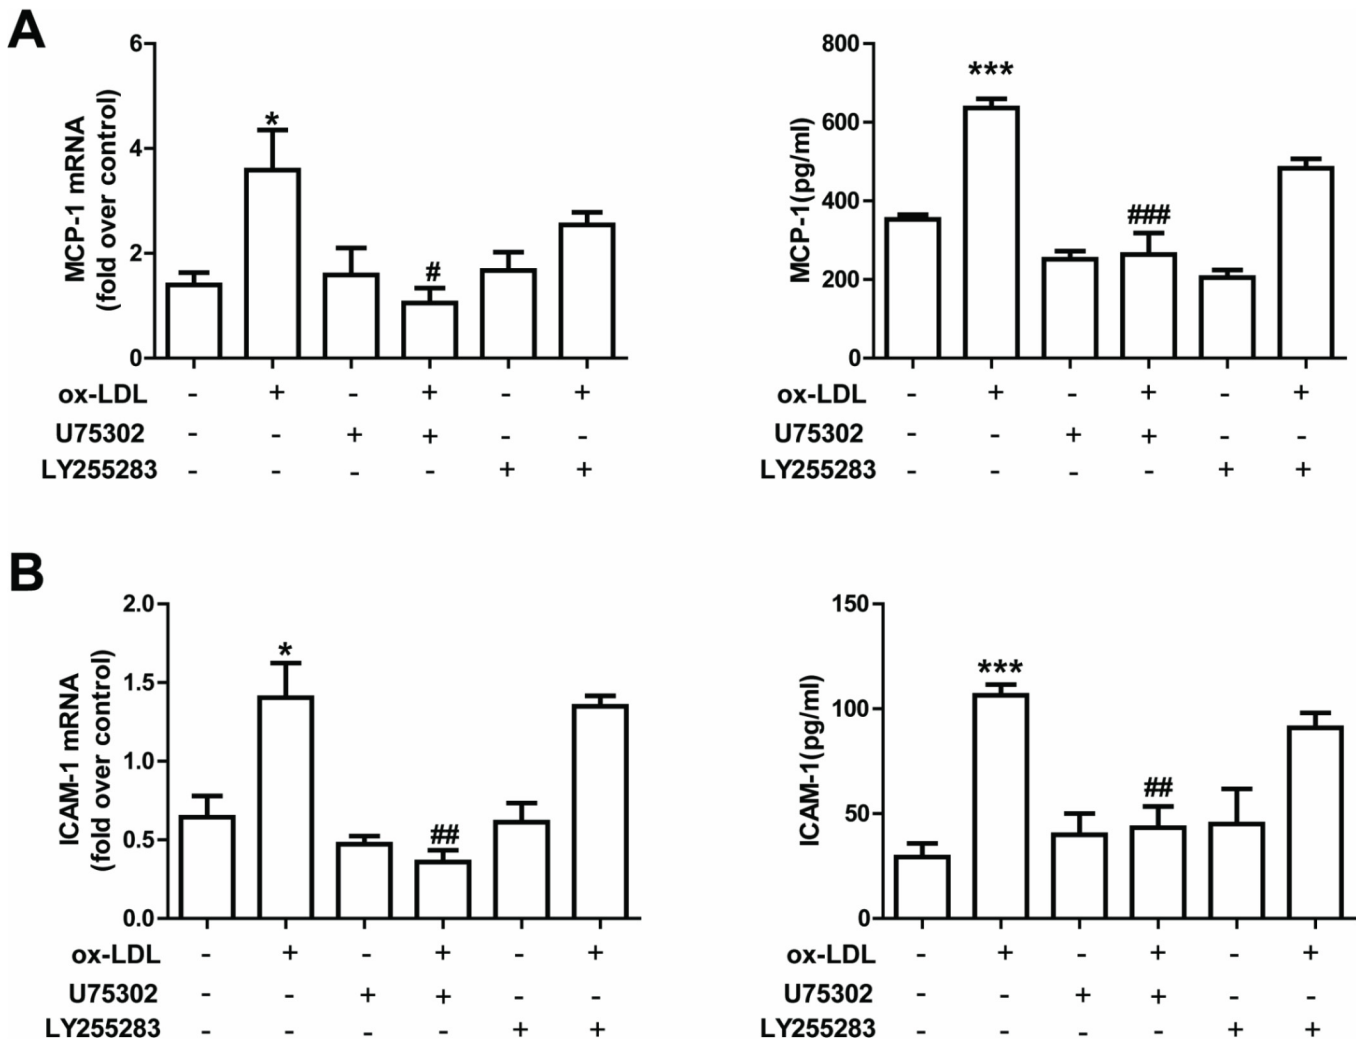 A
MCP-1 mRNA
(fold over control)
6
4
2
0
*
#
ox-LDL - + - + - +
U75302 - - + + - -
LY255283 - - - - + +
MCP-1(pg/ml)
800
600
400
200
0
***
###
ox-LDL - + - + - +
U75302 - - + + - -
LY255283 - - - - + +
B
ICAM-1 mRNA
(fold over control)
2.0
1.5
1.0
0.5
0.0
*
##
ox-LDL - + - + - +
U75302 - - + + - -
LY255283 - - - - + +
ICAM-1(pg/ml)
150
100
50
0
***
##
ox-LDL - + - + - +
U75302 - - + + - -
LY255283 - - - - + +